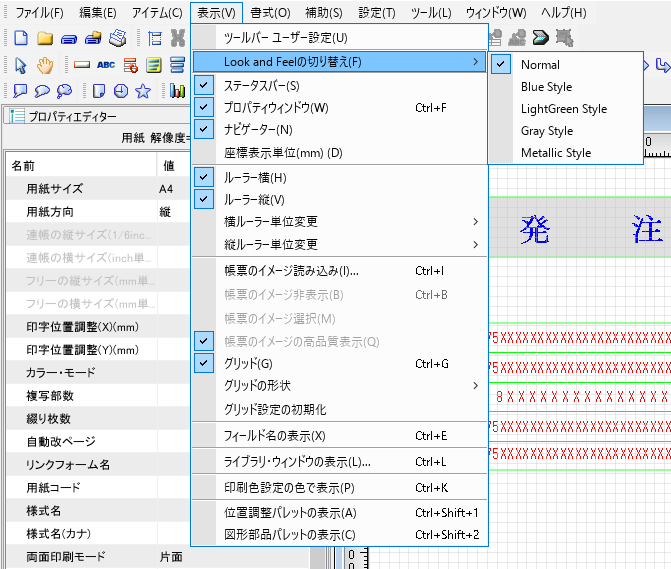 ファイル(F) 編集(E) アイテム(C) 表示(V) 書式(O) 補助(S) 設定(T) ツール(L) ウィンドウ(W) ヘルプ(H)
ABC
プロパティエディター
用紙 解像度=
名前 値
用紙サイズ A4
用紙方向 縦
連帳の縦サイズ(1/6inc...
連帳の横サイズ(inch単...
フリーの縦サイズ(mm単...
フリーの横サイズ(mm単...
印字位置調整(X)(mm)
印字位置調整(Y)(mm)
カラー・モード
複写部数
綴り枚数
自動改ページ
リンクフォーム名
用紙コード
様式名
様式名(カナ)
両面印刷モード 片面
ツールバー ユーザー設定(U)
Look and Feelの切り替え(F)
ステータスバー(S)
プロパティウィンドウ(W) Ctrl+F
ナビゲーター(N)
座標表示単位(mm) (D)
ルーラー横(H)
ルーラー縦(V)
横ルーラー単位変更
縦ルーラー単位変更
帳票のイメージ読み込み(I)... Ctrl+I
帳票のイメージ非表示(B) Ctrl+B
帳票のイメージ選択(M)
帳票のイメージの高品質表示(Q)
グリッド(G) Ctrl+G
グリッドの形状
グリッド設定の初期化
フィールド名の表示(X) Ctrl+E
ライブラリ・ウィンドウの表示(L)... Ctrl+L
印刷色設定の色で表示(P) Ctrl+K
位置調整パレットの表示(A) Ctrl+Shift+1
図形部品パレットの表示(C) Ctrl+Shift+2
Normal
Blue Style
LightGreen Style
Gray Style
Metallic Style
0
発 注
0